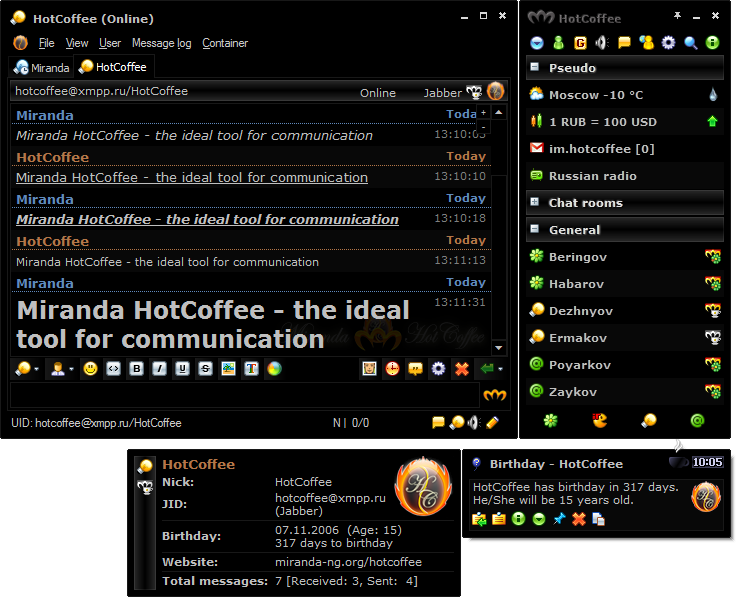 HotCoffee (Online)
File View User Message log Container
Miranda HotCoffee
hotcoffee@xmpp.ru/HotCoffee Online Jabber
Miranda Today
Miranda HotCoffee - the ideal tool for communication 13:10:03
HotCoffee Today
Miranda HotCoffee - the ideal tool for communication 13:10:10
Miranda Today
Miranda HotCoffee - the ideal tool for communication 13:10:18
HotCoffee Today
Miranda HotCoffee - the ideal tool for communication 13:11:13
Miranda Today
Miranda HotCoffee - the ideal 13:11:31
tool for communication
Miranda HotCoffee
B I U S T
UID: hotcoffee@xmpp.ru/HotCoffee N | 0/0
HotCoffee
Pseudo
Moscow -10 °C
1 RUB = 100 USD
im.hotcoffee [0]
Russian radio
Chat rooms
General
Beringov
Habarov
Dezhnyov
Ermakov
Poyarkov
Zaykov
HotCoffee
Nick: HotCoffee
JID: hotcoffee@xmpp.ru
(Jabber)
Birthday: 07.11.2006 (Age: 15)
317 days to birthday
Website: miranda-ng.org/hotcoffee
Total messages: 7 [Received: 3, Sent: 4]
HC
Birthday - HotCoffee 10:05
HotCoffee has birthday in 317 days.
He/She will be 15 years old.